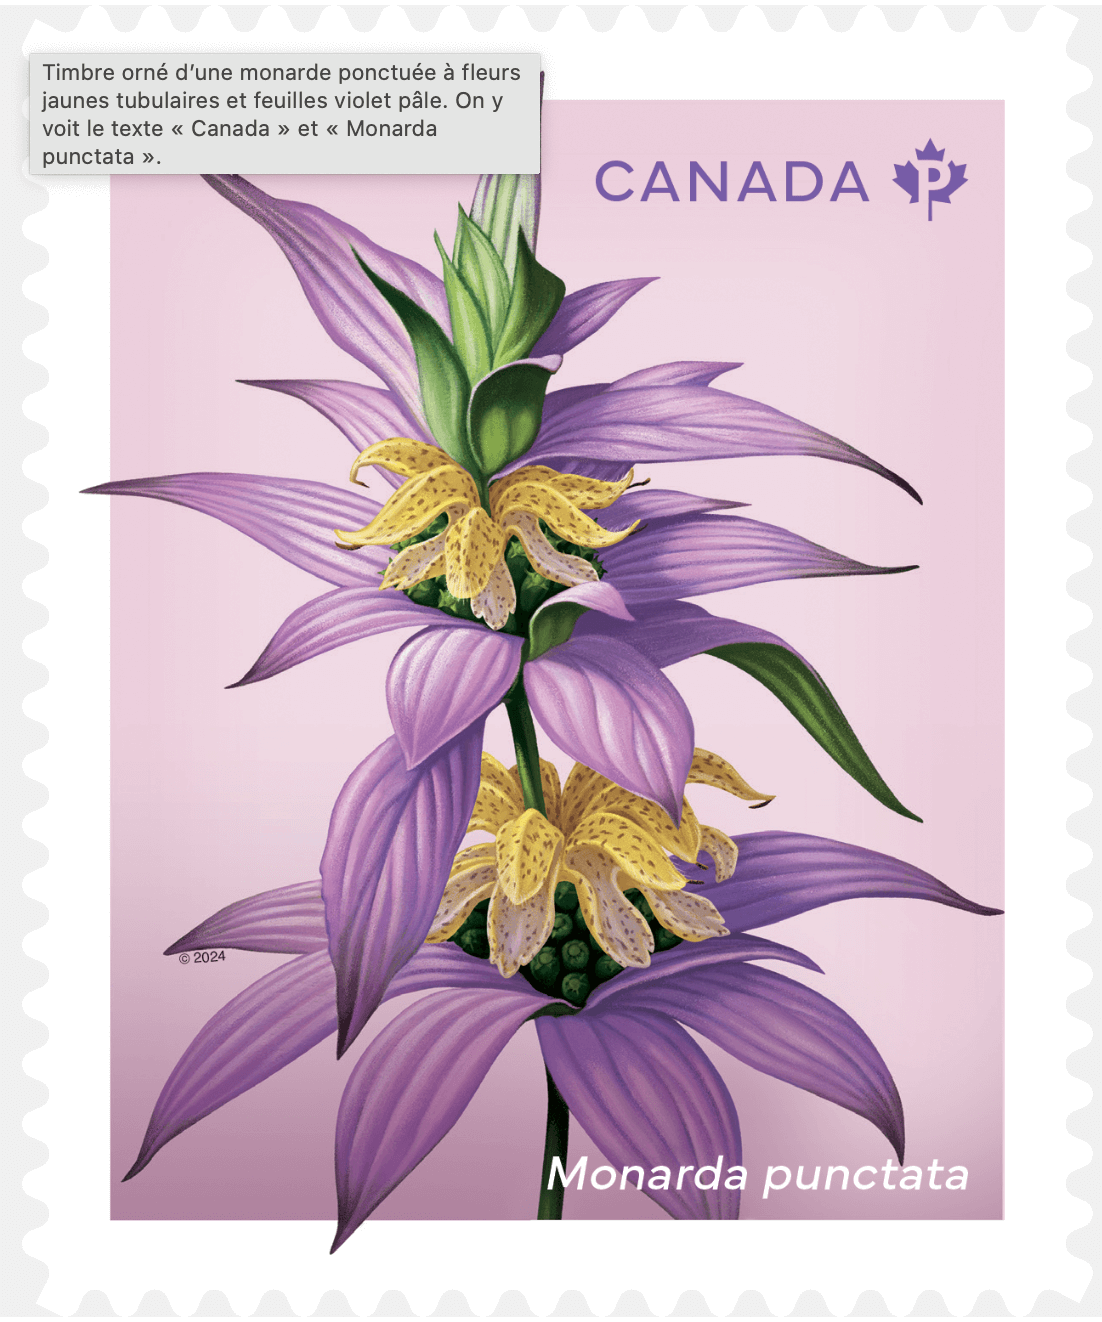 Timbre orné d’une monarde ponctuée à fleurs
jaunes tubulaires et feuilles violet pâle. On y
voit le texte « Canada » et « Monarda
punctata ».
CANADA P
© 2024
Monarda punctata